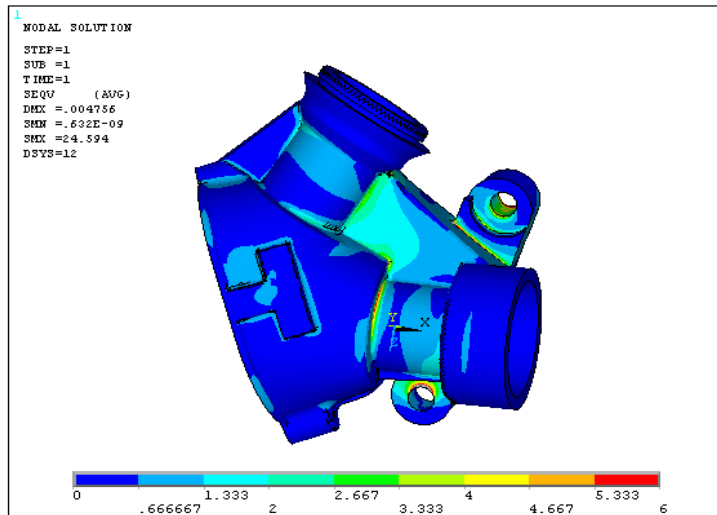 1
NODAL SOLUTION
STEP=1
SUB =1
TIME=1
SEQV (AVG)
DMX =.004756
SMN =.632E-09
SMX =24.594
DSYS=12
Y
X
Z
0 1.333 2.667 4 5.333
.666667 2 3.333 4.667 6